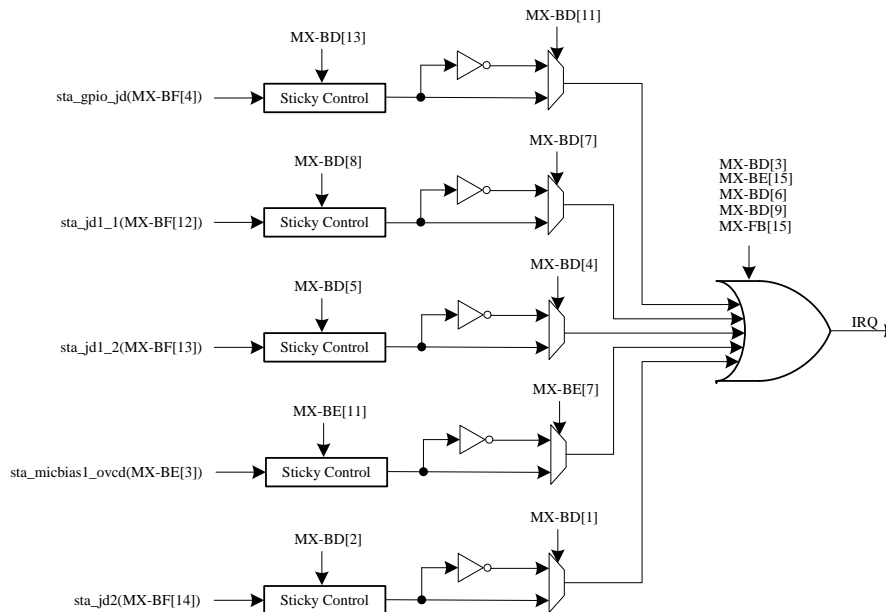 MX-BD[11]
MX-BD[13]
sta_gpio_jd(MX-BF[4])
Sticky Control
MX-BD[7]
MX-BD[8]
sta_jd1_1(MX-BF[12])
Sticky Control
MX-BD[3]
MX-BE[15]
MX-BD[6]
MX-BD[9]
MX-FB[15]
MX-BD[4]
MX-BD[5]
sta_jd1_2(MX-BF[13])
Sticky Control
IRQ
MX-BE[7]
MX-BE[11]
sta_micbias1_ovcd(MX-BE[3])
Sticky Control
MX-BD[1]
MX-BD[2]
sta_jd2(MX-BF[14])
Sticky Control